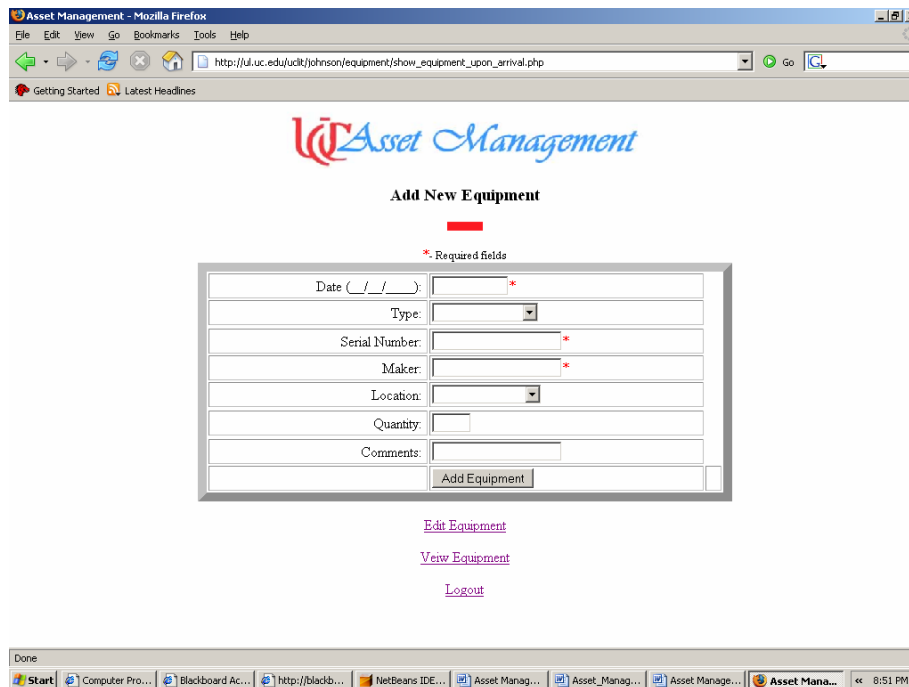 Asset Management - Mozilla Firefox
File Edit View Go Bookmarks Tools Help
http://ul.uc.edu/uclit/johnson/equipment/show_equipment_upon_arrival.php Go G
Getting Started Latest Headlines
UC Asset Management
Add New Equipment
*- Required fields
Date (__/__/____): *
Type:
Serial Number: *
Maker: *
Location:
Quantity:
Comments:
Add Equipment
Edit Equipment
Veiw Equipment
Logout
Done
Start Computer Pro... Blackboard Ac... http://blackb... NetBeans IDE... Asset Manag... Asset_Manag... Asset Manage... Asset Mana... « 8:51 PM